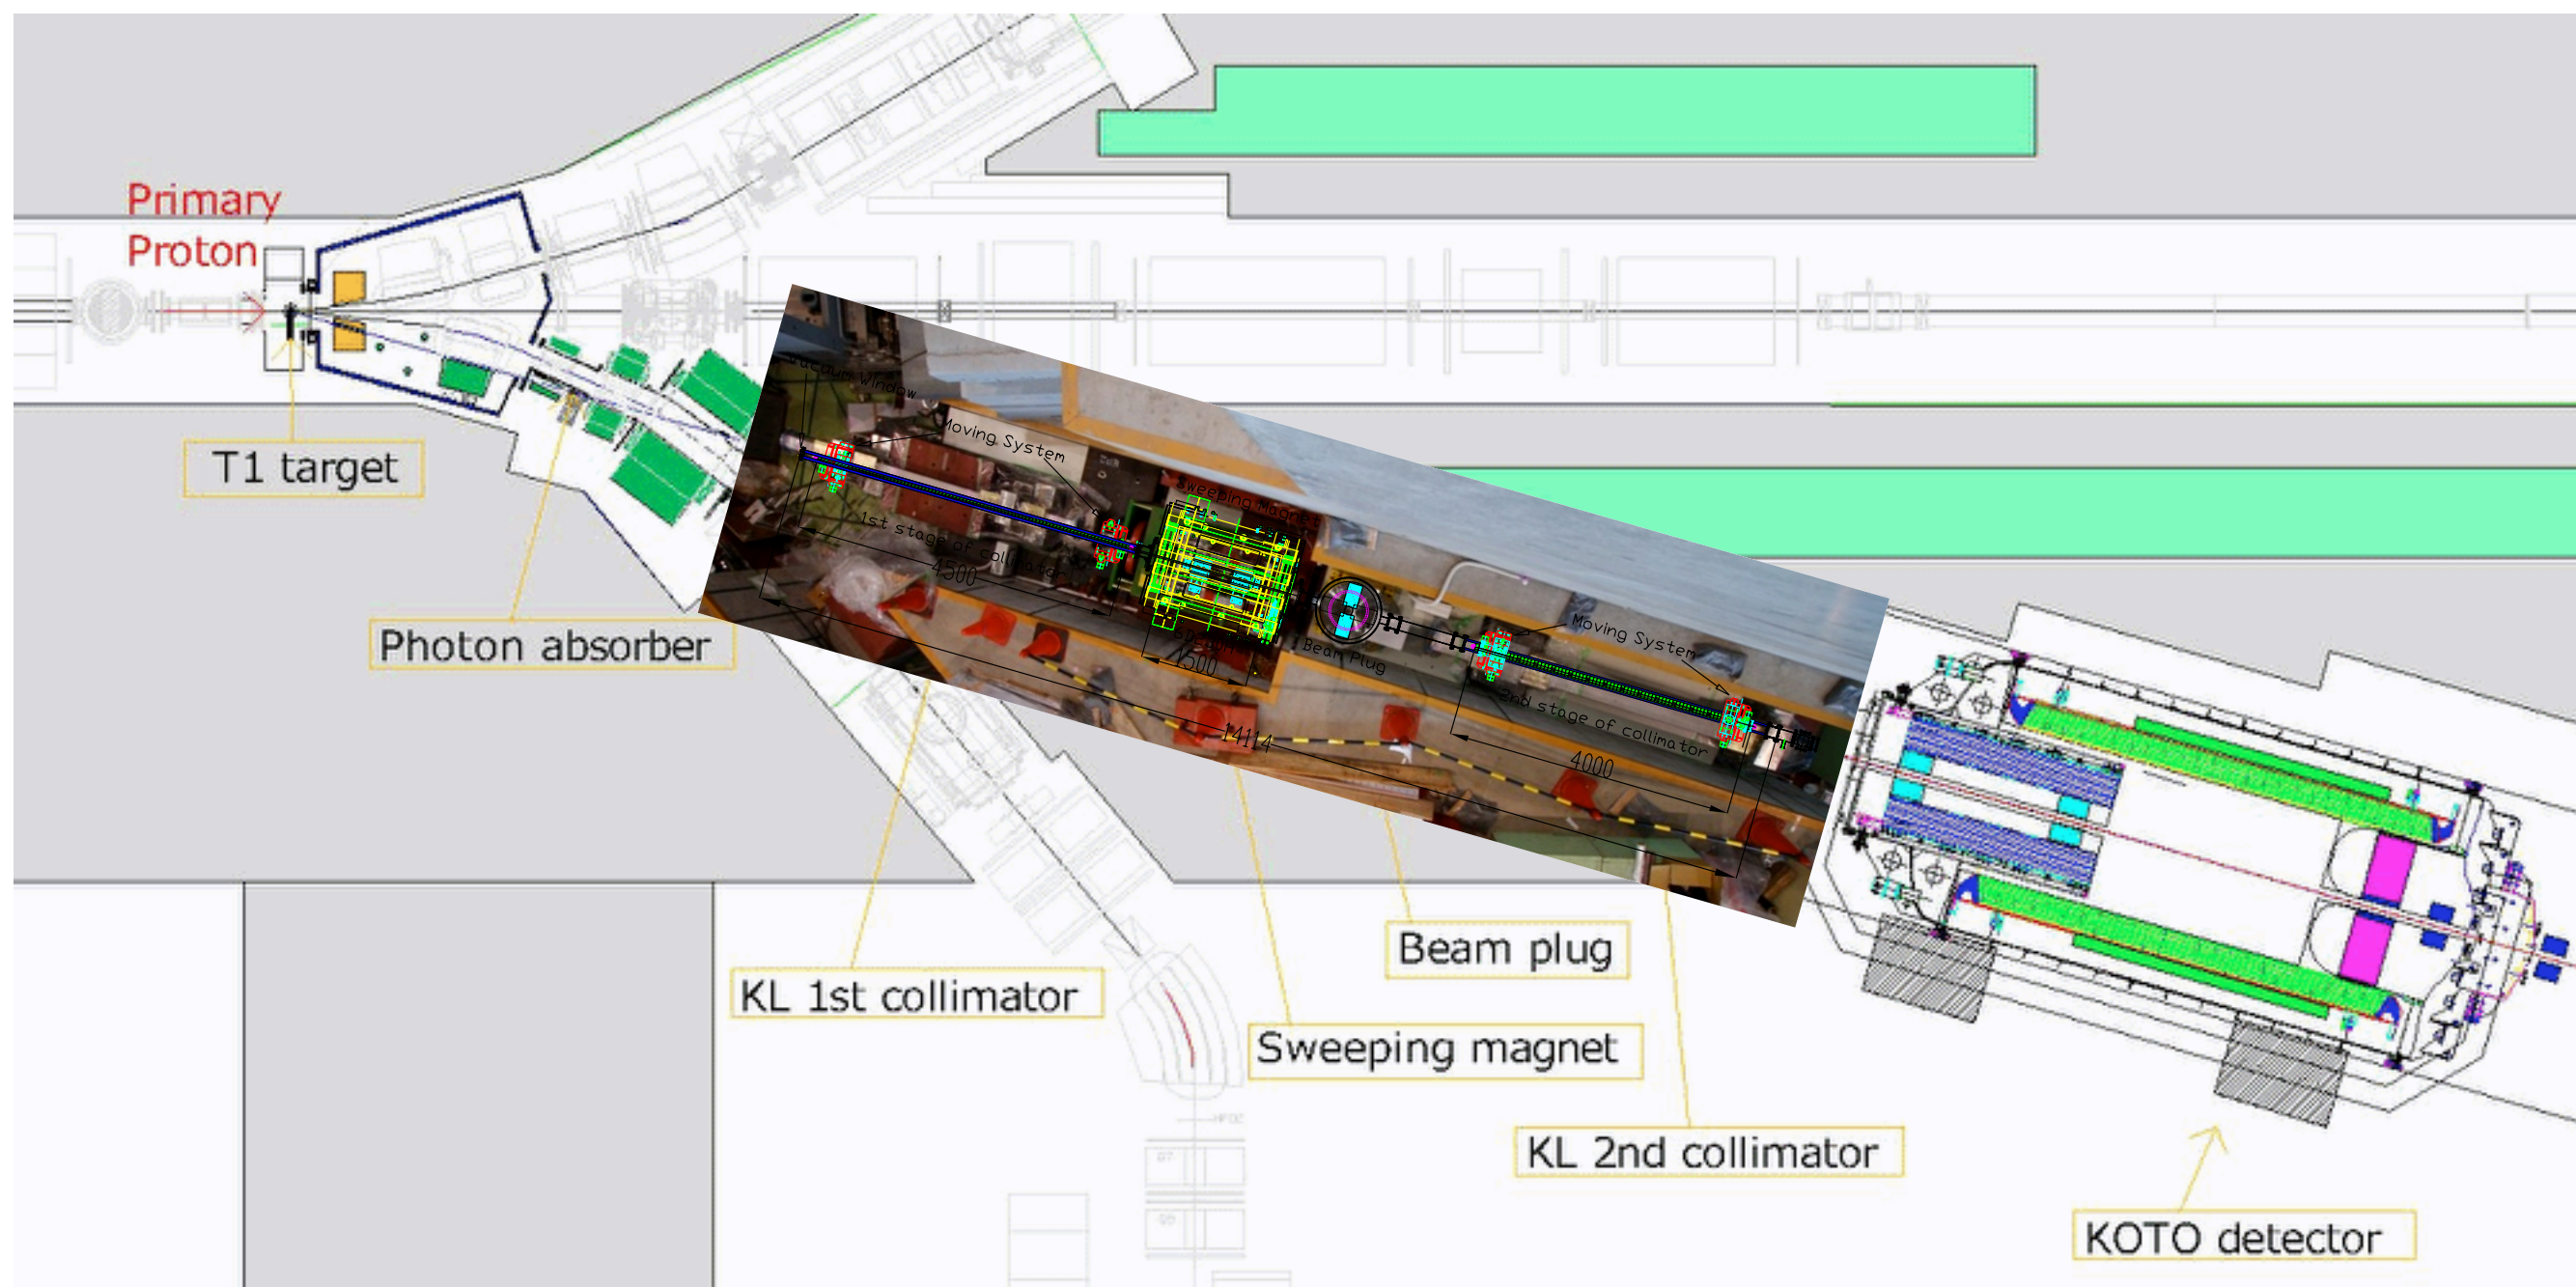 Primary
Proton
T1 target
Photon absorber
Vacuum Window
Moving System
Sweeping Magnet
1st stage of collimator
4500
1500
Beam Plug
Moving System
2nd stage of collimator
14114
4000
KL 1st collimator
Beam plug
Sweeping magnet
KL 2nd collimator
KOTO detector